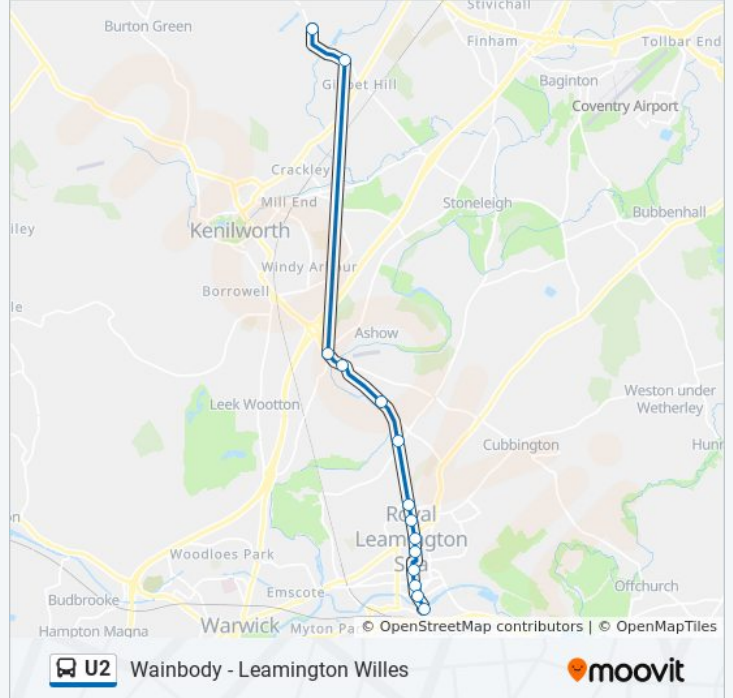 Stivichall
Burton Green
Finham
Tollbar End
Gibbet Hill
Baginton
Coventry Airport
Crackley
Mill End
Stoneleigh
Bubbenhall
Kenilworth
iley
Windy Arbour
Borrowell
le
Ashow
Weston under
Wetherley
Leek Wootton
Cubbington
Hunn
Royal
Leamington
Spa
on
Woodloes Park
Offchurch
Emscote
Budbrooke
Hampton Magna
Warwick
Myton Pa
© OpenStreetMap contributors | © OpenMapTiles
U2 Wainbody - Leamington Willes
moovit